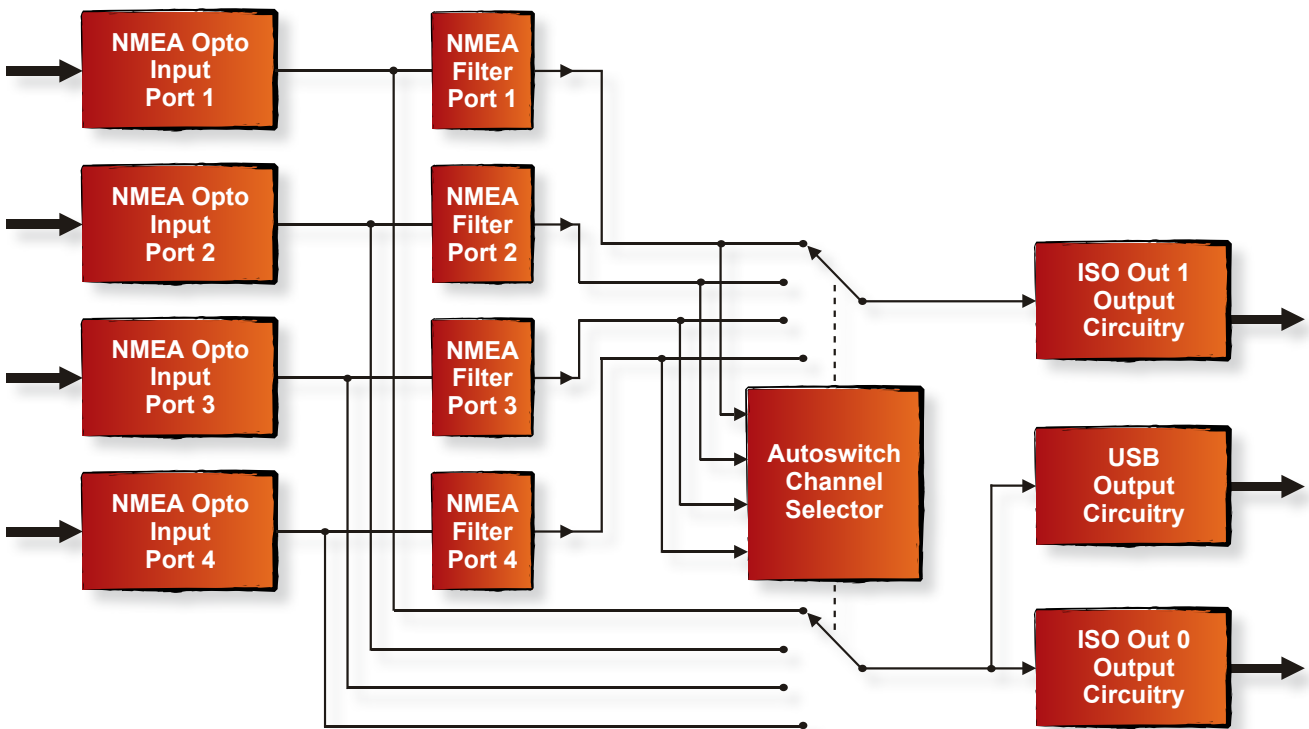 NMEA Opto
Input
Port 1
NMEA
Filter
Port 1
NMEA Opto
Input
Port 2
NMEA
Filter
Port 2
ISO Out 1
Output
Circuitry
NMEA Opto
Input
Port 3
NMEA
Filter
Port 3
Autoswitch
Channel
Selector
USB
Output
Circuitry
NMEA Opto
Input
Port 4
NMEA
Filter
Port 4
ISO Out 0
Output
Circuitry